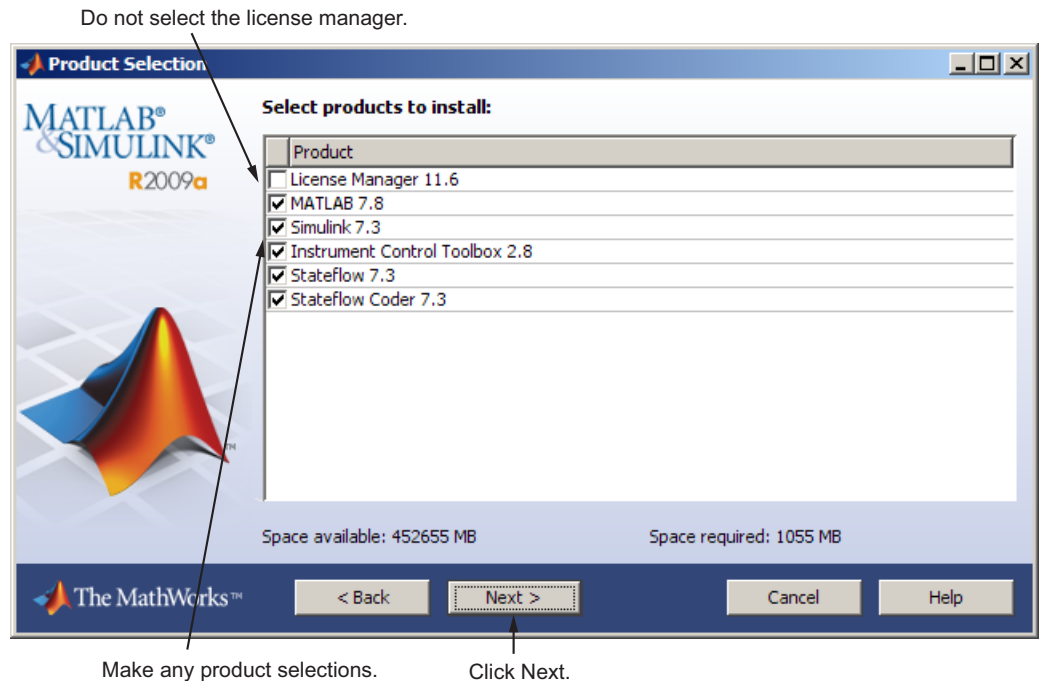 Do not select the license manager.
Product Selection
MATLAB®
&SIMULINK®
R2009a
Select products to install:
Product
License Manager 11.6
MATLAB 7.8
Simulink 7.3
Instrument Control Toolbox 2.8
Stateflow 7.3
Stateflow Coder 7.3
TM
Space available: 452655 MB
Space required: 1055 MB
The MathWorks™
< Back
Next >
Cancel
Help
Make any product selections.
Click Next.